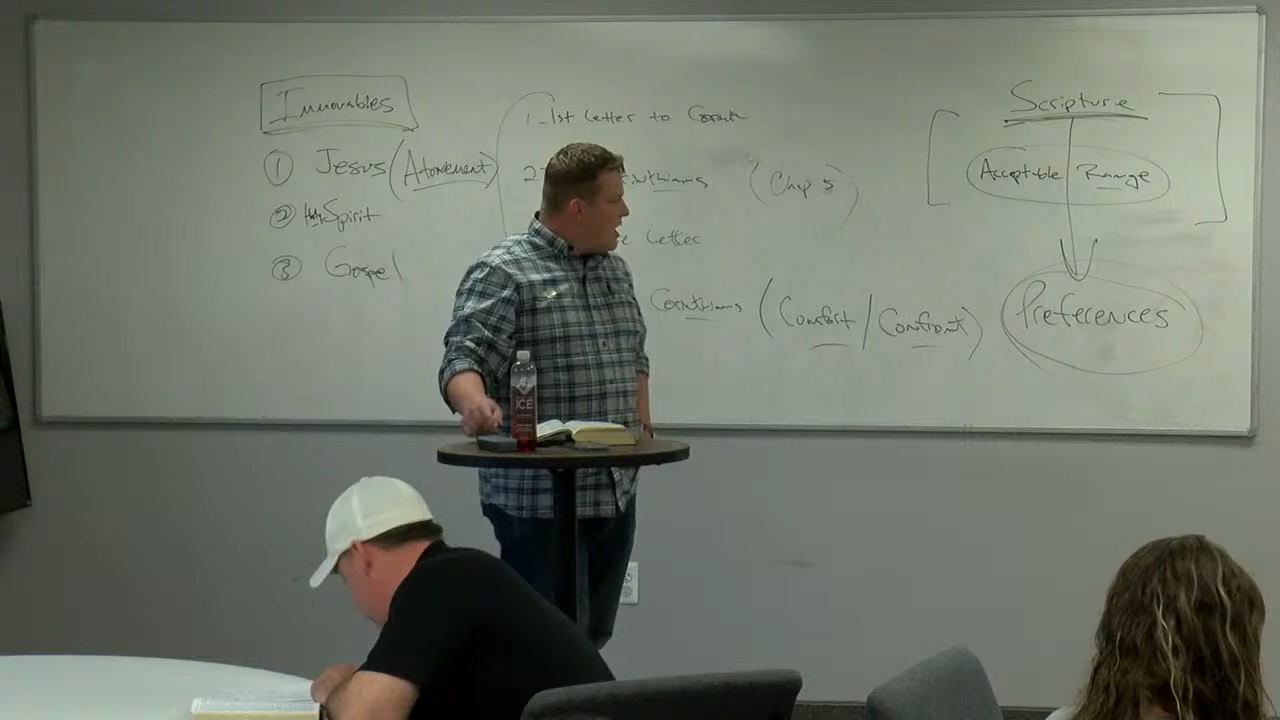 Immovables
① Jesus (Atonement)
② Holy Spirit
③ Gospel
1. 1st Letter to Corinth
2 inthians (Chap 5)
e Letter
Corinthians (Comfort / Confront)
Scripture
Acceptable Range
Preferences
ICE